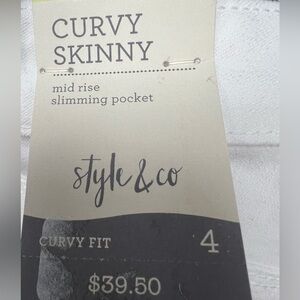 CURVY
SKINNY
mid rise
slimming pocket
style & co
CURVY FIT 4
$39.50